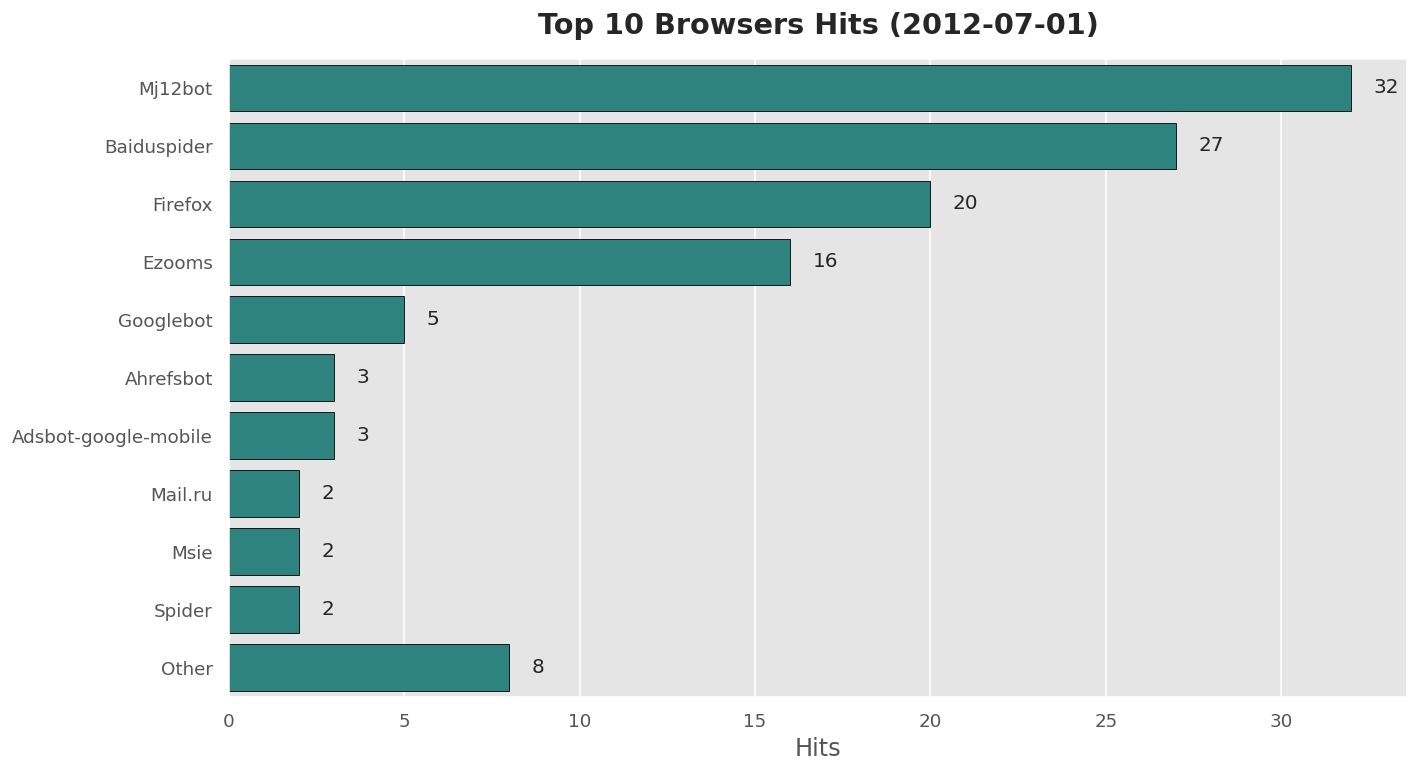 Top 10 Browsers Hits (2012-07-01)
Mj12bot 32
Baiduspider 27
Firefox 20
Ezooms 16
Googlebot 5
Ahrefsbot 3
Adsbot-google-mobile 3
Mail.ru 2
Msie 2
Spider 2
Other 8
0 5 10 15 20 25 30
Hits